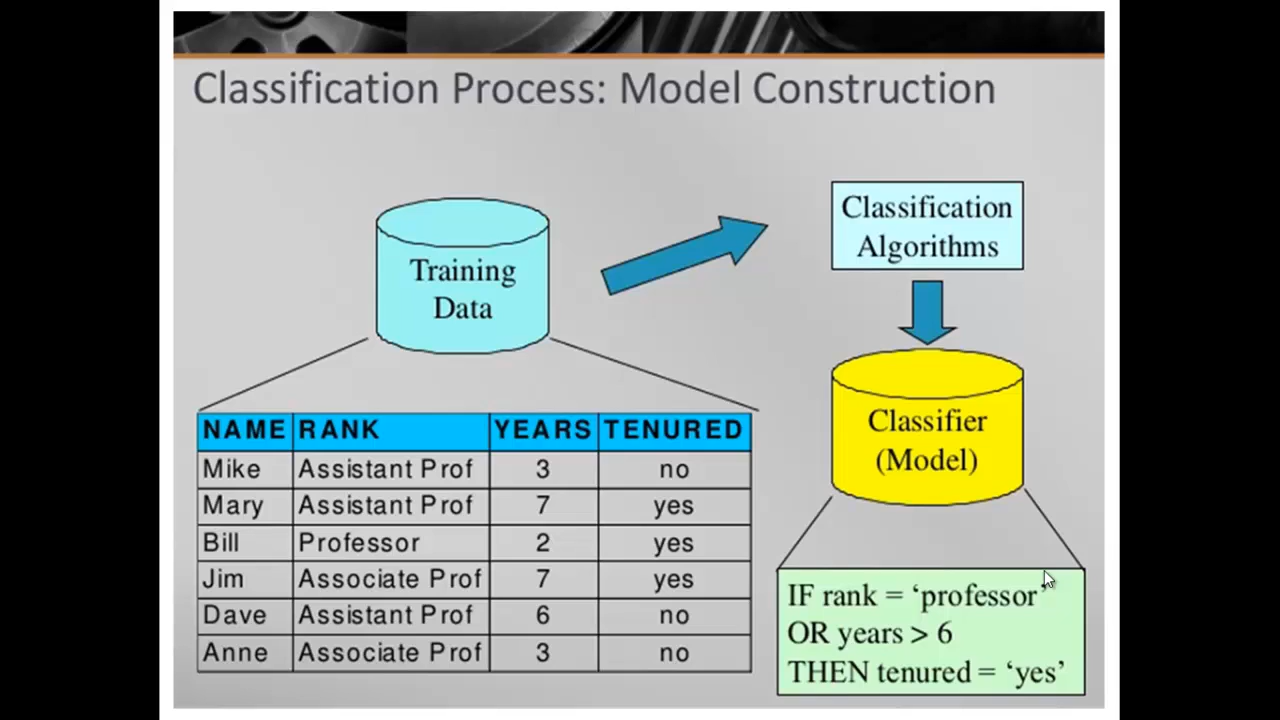 Classification Process: Model Construction
Training
Data
Classification
Algorithms
Classifier
(Model)
NAME RANK YEARS TENURED
Mike Assistant Prof 3 no
Mary Assistant Prof 7 yes
Bill Professor 2 yes
Jim Associate Prof 7 yes
Dave Assistant Prof 6 no
Anne Associate Prof 3 no
IF rank = ‘professor’
OR years > 6
THEN tenured = ‘yes’